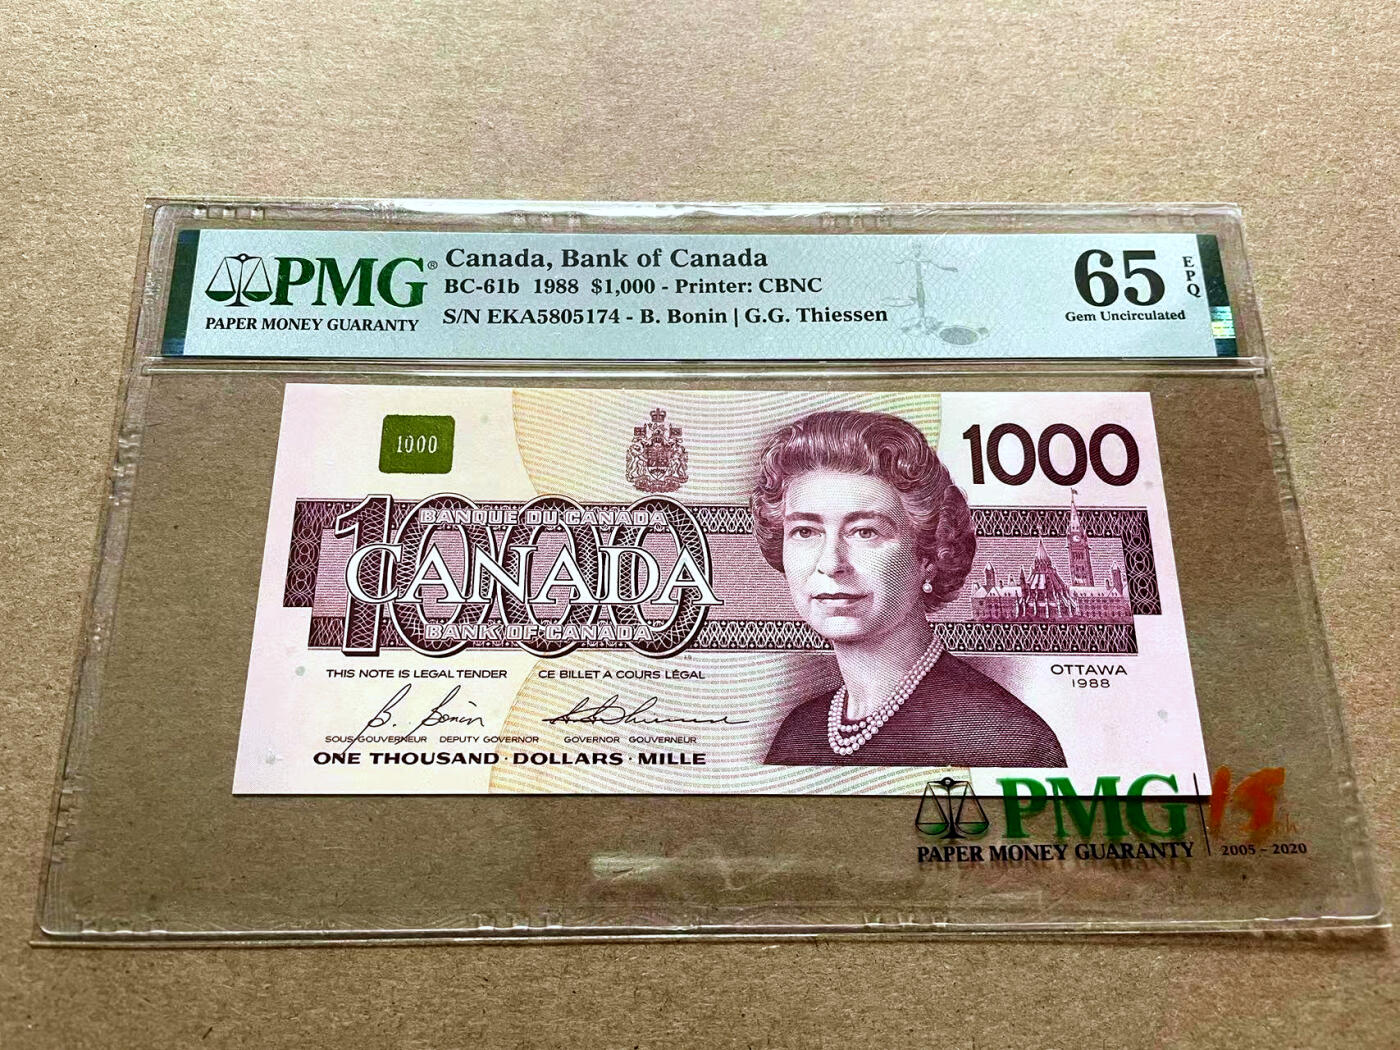 PMG®
PAPER MONEY GUARANTY
Canada, Bank of Canada
BC-61b 1988 $1,000 - Printer: CBNC
S/N EKA5805174 - B. Bonin | G.G. Thiessen
65
EPQ
Gem Uncirculated
1000
1000
1000
BANQUE DU CANADA
CANADA
BANK OF CANADA
OTTAWA
1988
THIS NOTE IS LEGAL TENDER CE BILLET A COURS LÉGAL
B. Bonin
SOUS-GOUVERNEUR DEPUTY GOVERNOR GOVERNOR GOUVERNEUR
ONE THOUSAND · DOLLARS · MILLE
PMG
PAPER MONEY GUARANTY
15
2005 - 2020